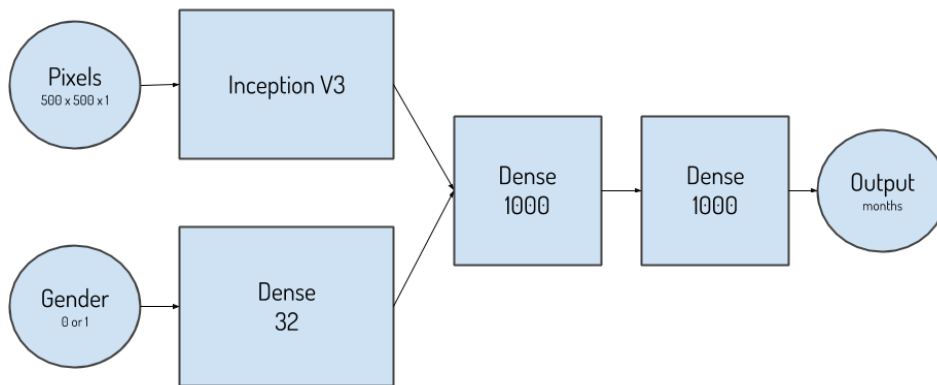 Pixels
500 x 500 x 1
Inception V3
Gender
0 or 1
Dense
32
Dense
1000
Dense
1000
Output
months